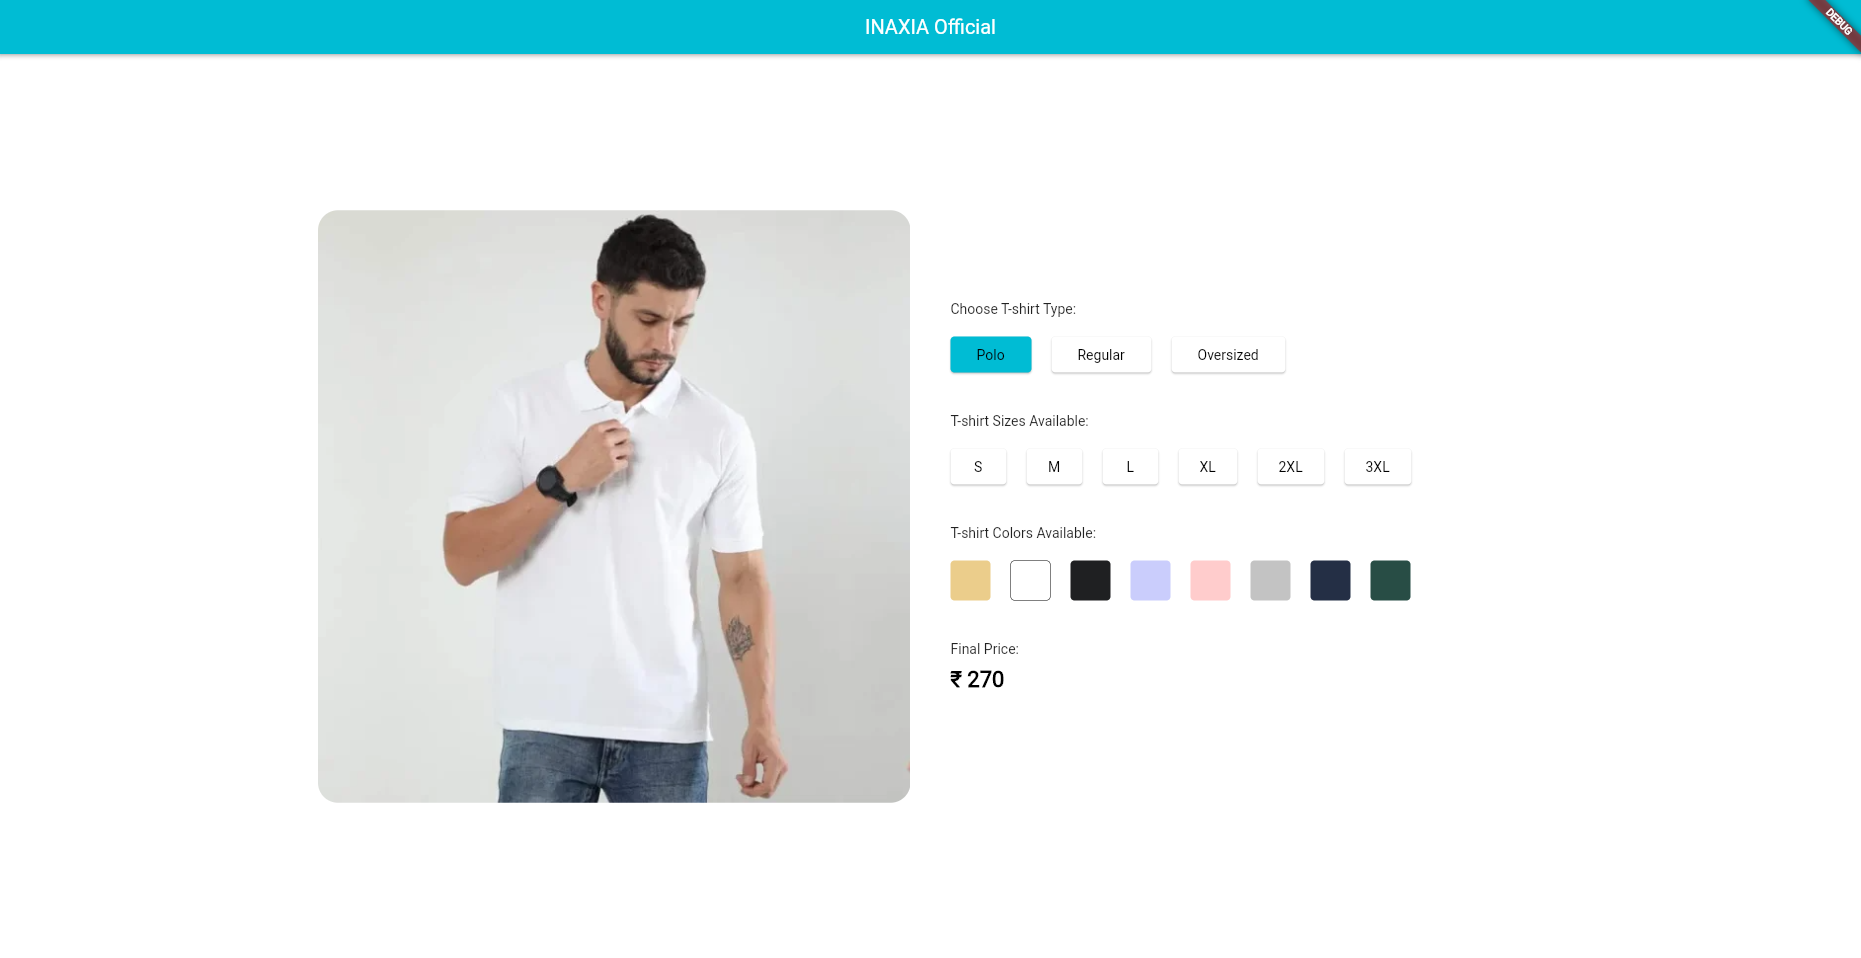 INAXIA Official
DEBUG
Choose T-shirt Type:
Polo Regular Oversized
T-shirt Sizes Available:
S M L XL 2XL 3XL
T-shirt Colors Available:
Final Price:
₹ 270